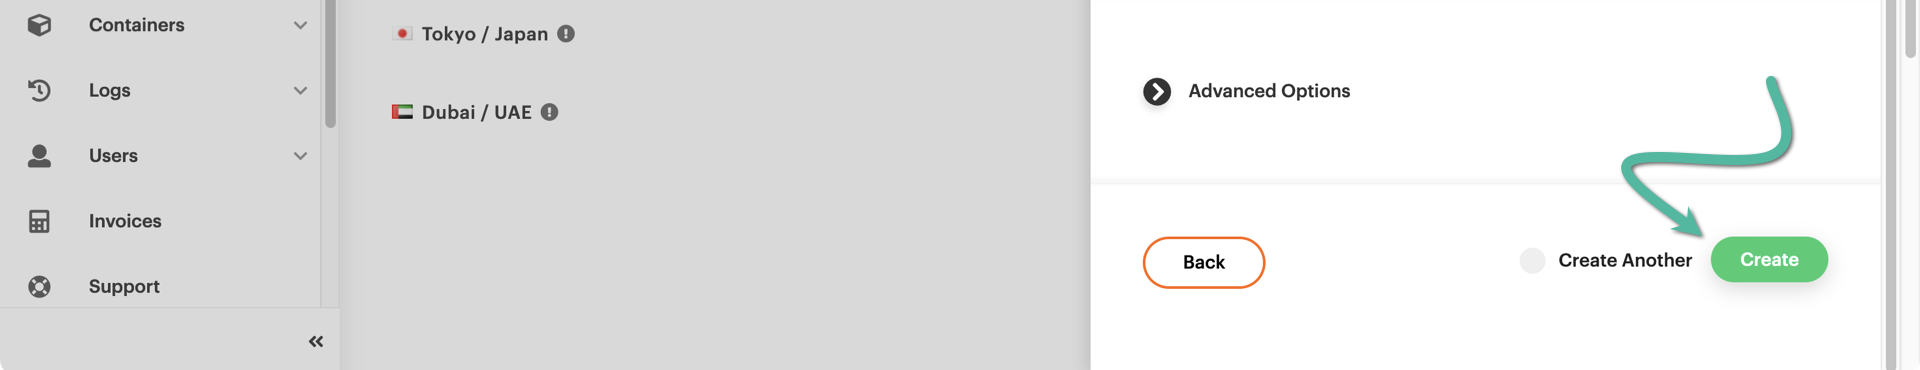 Containers
Logs
Users
Invoices
Support
Tokyo / Japan
Dubai / UAE
Advanced Options
Back
Create Another
Create